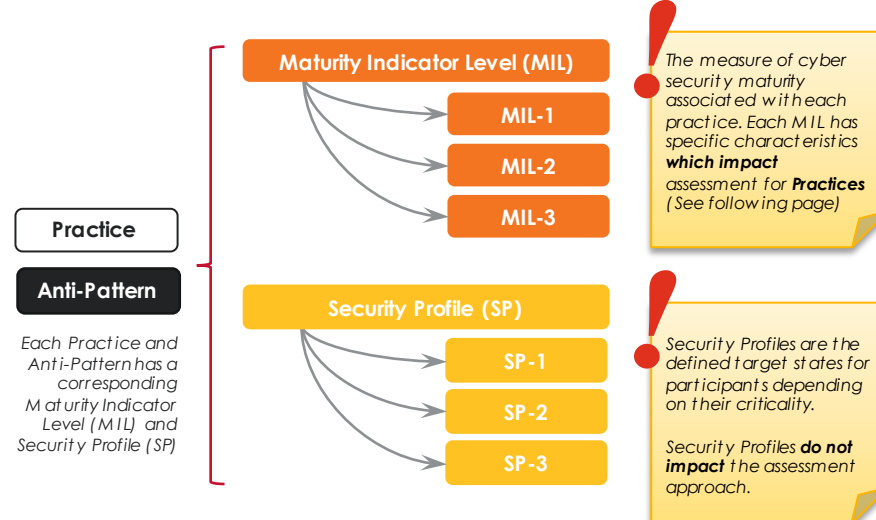 Maturity Indicator Level (MIL)
MIL-1
MIL-2
MIL-3
The measure of cyber
security maturity
associated with each
practice. Each MIL has
specific characteristics
which impact
assessment for Practices
(See following page)
Practice
Anti-Pattern
Each Practice and
Anti-Pattern has a
corresponding
Maturity Indicator
Level (MIL) and
Security Profile (SP)
Security Profile (SP)
SP-1
SP-2
SP-3
Security Profiles are the
defined target states for
participants depending
on their criticality.
Security Profiles do not
impact the assessment
approach.